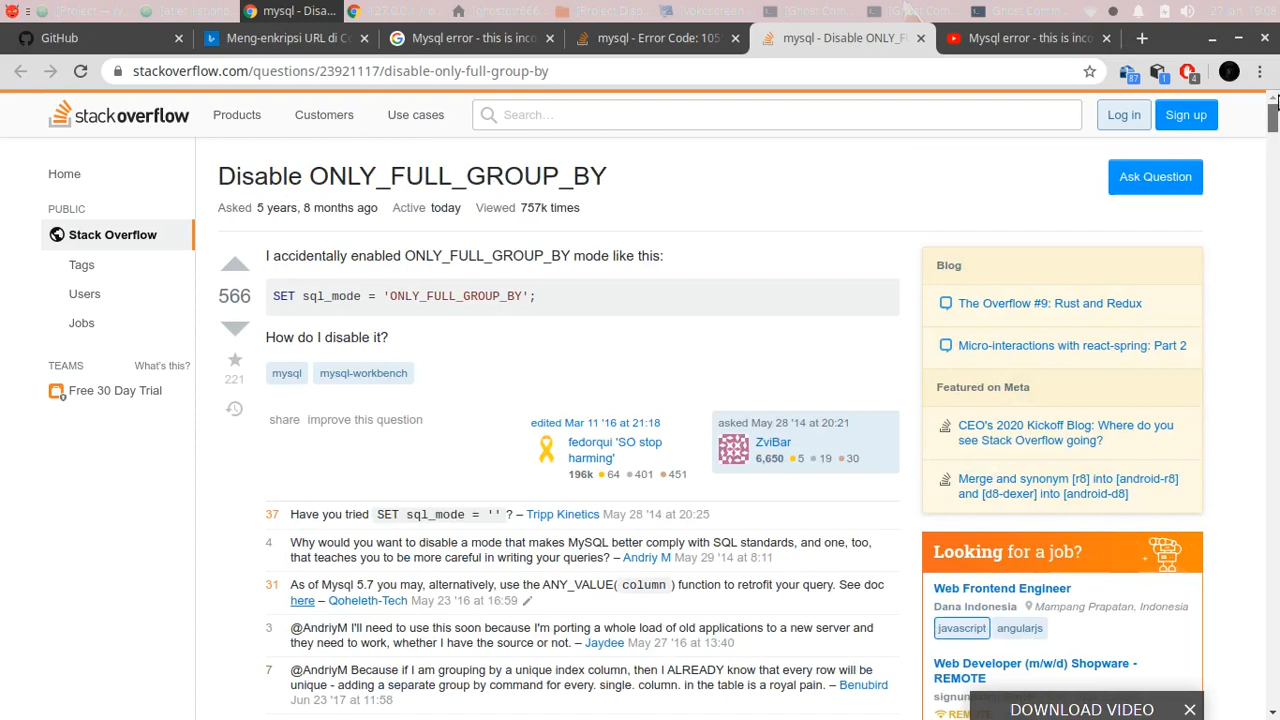 mysql - Disa...
27 Jan, 19:08
GitHub
Meng-enkripsi URL di C
Mysql error - this is inco
mysql - Error Code: 105
mysql - Disable ONLY_F
Mysql error - this is inco
stackoverflow.com/questions/23921117/disable-only-full-group-by
87
1
4
stackoverflow
Products
Customers
Use cases
Search...
Log in
Sign up
Home
PUBLIC
Stack Overflow
Tags
Users
Jobs
TEAMS
What's this?
Free 30 Day Trial
Disable ONLY_FULL_GROUP_BY
Ask Question
Asked 5 years, 8 months ago Active today Viewed 757k times
I accidentally enabled ONLY_FULL_GROUP_BY mode like this:
566
SET sql_mode = 'ONLY_FULL_GROUP_BY';
How do I disable it?
221
mysql mysql-workbench
share improve this question
edited Mar 11 '16 at 21:18
fedorqui 'SO stop
harming'
196k 64 401 451
asked May 28 '14 at 20:21
ZviBar
6,650 5 19 30
37 Have you tried SET sql_mode = '' ? – Tripp Kinetics May 28 '14 at 20:25
4 Why would you want to disable a mode that makes MySQL better comply with SQL standards, and one, too,
that teaches you to be more careful in writing your queries? – Andriy M May 29 '14 at 8:11
31 As of Mysql 5.7 you may, alternatively, use the ANY_VALUE( column ) function to retrofit your query. See doc
here – Qoheleth-Tech May 23 '16 at 16:59
3 @AndriyM I'll need to use this soon because I'm porting a whole load of old applications to a new server and
they need to work, whether I have the source or not. – Jaydee May 27 '16 at 13:40
7 @AndriyM Because if I am grouping by a unique index column, then I ALREADY know that every row will be
unique - adding a separate group by command for every. single. column. in the table is a royal pain. – Benubird
Jun 23 '17 at 11:58
Blog
The Overflow #9: Rust and Redux
Micro-interactions with react-spring: Part 2
Featured on Meta
CEO's 2020 Kickoff Blog: Where do you
see Stack Overflow going?
Merge and synonym [r8] into [android-r8]
and [d8-dexer] into [android-d8]
Looking for a job?
Web Frontend Engineer
Dana Indonesia Mampang Prapatan, Indonesia
javascript angularjs
Web Developer (m/w/d) Shopware -
REMOTE
REMOTE
DOWNLOAD VIDEO